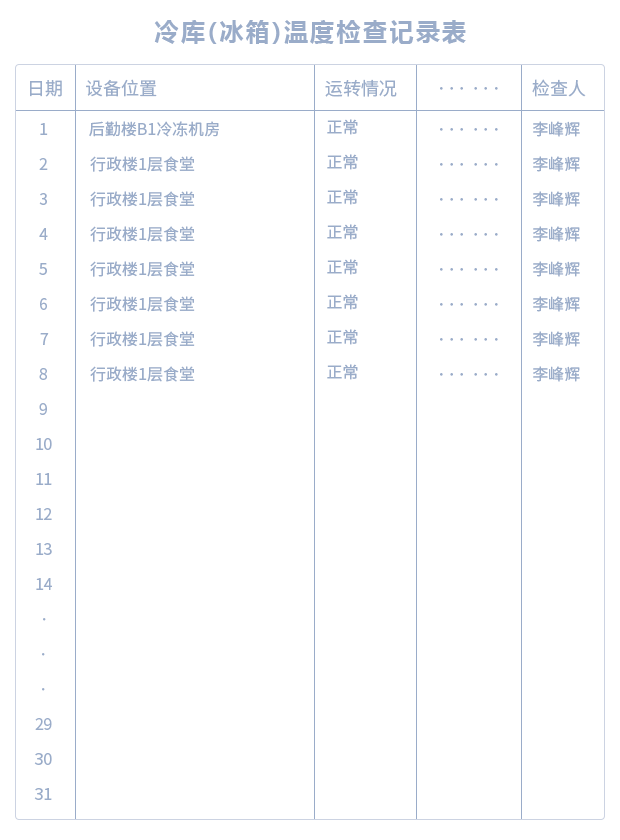 冷库(冰箱)温度检查记录表
日期 设备位置 运转情况 · · · · · · 检查人
1 后勤楼B1冷冻机房 正常 · · · · · · 李峰辉
2 行政楼1层食堂 正常 · · · · · · 李峰辉
3 行政楼1层食堂 正常 · · · · · · 李峰辉
4 行政楼1层食堂 正常 · · · · · · 李峰辉
5 行政楼1层食堂 正常 · · · · · · 李峰辉
6 行政楼1层食堂 正常 · · · · · · 李峰辉
7 行政楼1层食堂 正常 · · · · · · 李峰辉
8 行政楼1层食堂 正常 · · · · · · 李峰辉
9
10
11
12
13
14
·
·
·
29
30
31